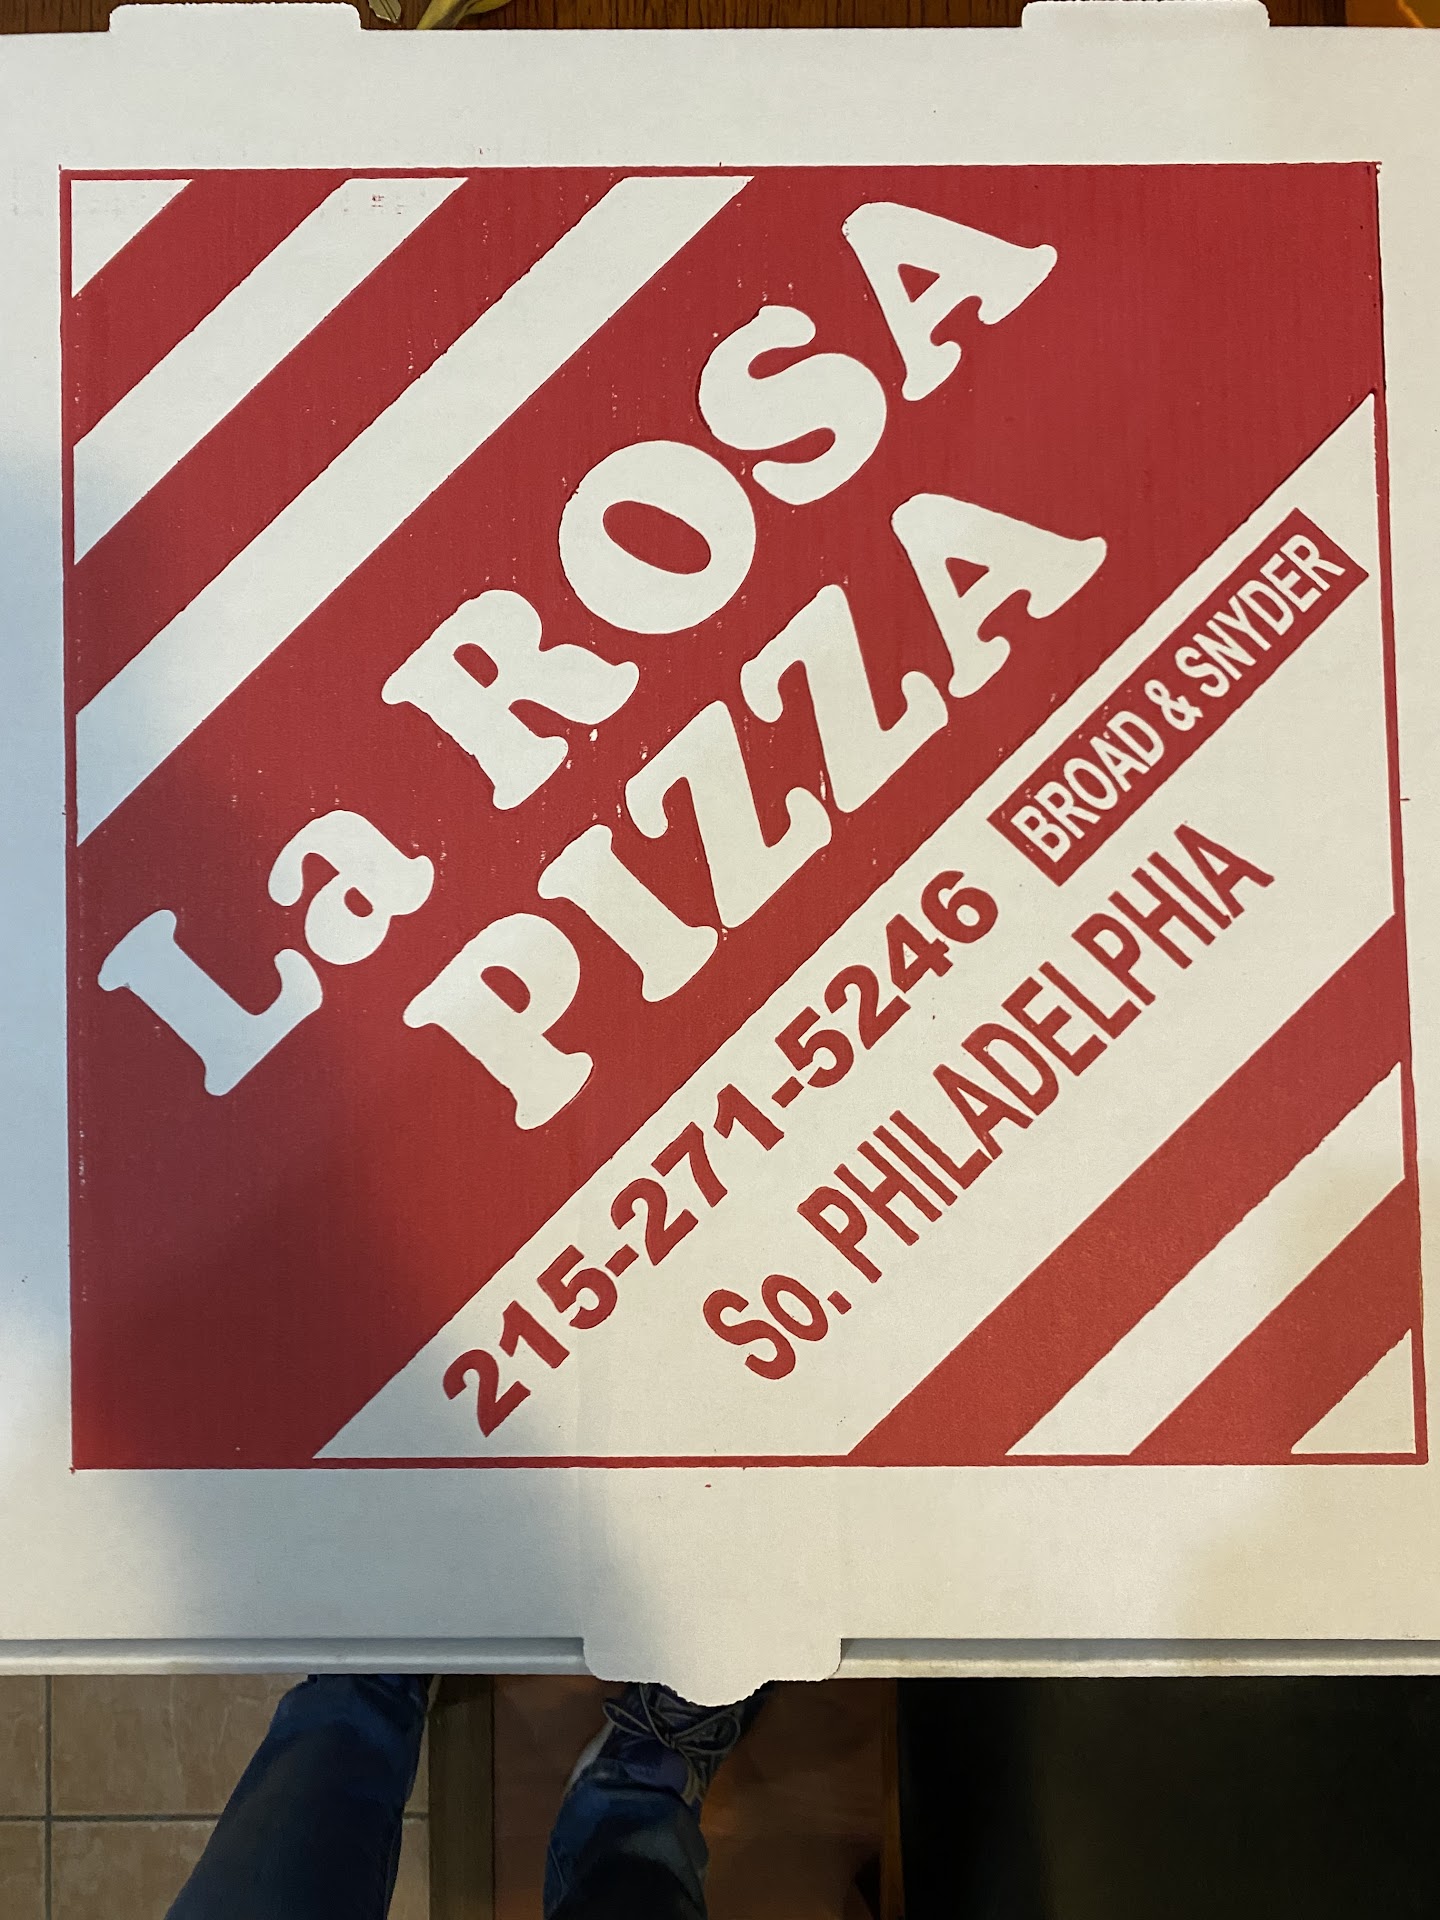 La ROSA
PIZZA
215-271-5246 BROAD & SNYDER
So. PHILADELPHIA